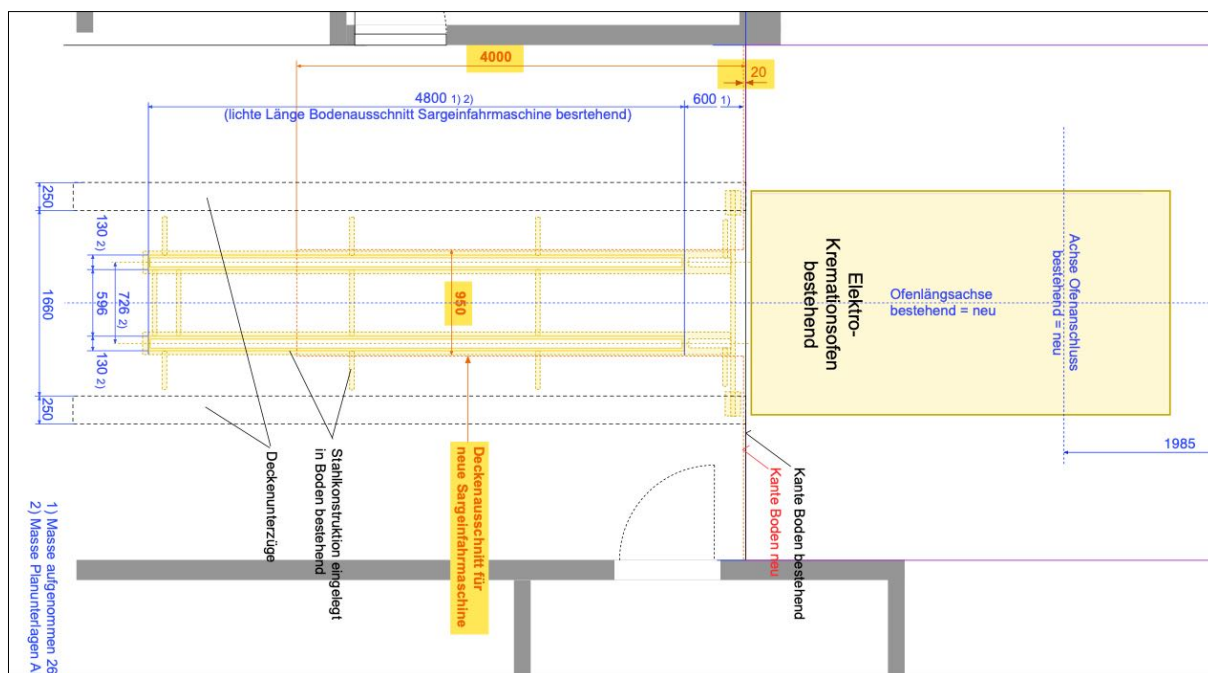 4000
20
4800 1) 2)
600 1)
(lichte Länge Bodenausschnitt Sargeinfahrmaschine besrtehend)
250
130 2)
1660
596
726 2)
130 2)
250
950
Elektro-
Kremationsofen
bestehend
Ofenlängsachse
bestehend = neu
Achse Ofenanschluss
bestehend = neu
1985
Deckenunterzüge
Stahlkonstruktion eingelegt
in Boden bestehend
Deckenausschnitt für
neue Sargeinfahrmaschine
Kante Boden neu
Kante Boden bestehend
1) Masse aufgenommen 26
2) Masse Planunterlagen A